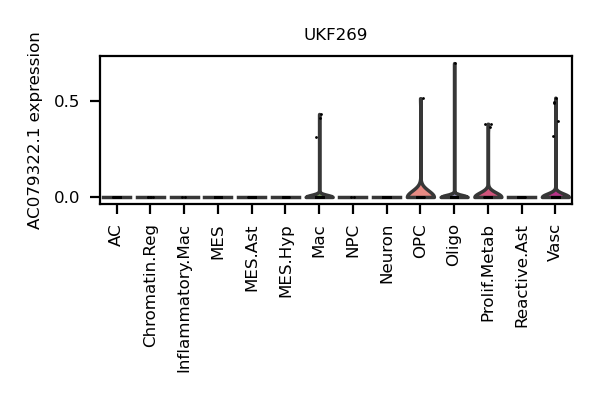 UKF269
AC079322.1 expression
0.5
0.0
AC
Chromatin.Reg
Inflammatory.Mac
MES
MES.Ast
MES.Hyp
Mac
NPC
Neuron
OPC
Oligo
Prolif.Metab
Reactive.Ast
Vasc